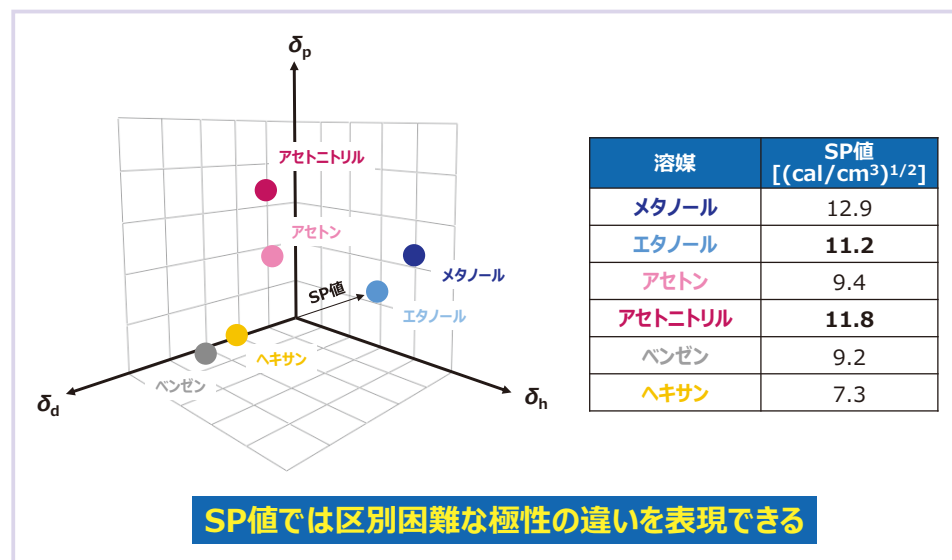 δp
アセトニトリル
アセトン
メタノール
SP値
エタノール
ヘキサン
ベンゼン
δd
δh
溶媒 SP値 [(cal/cm³)¹/²]
メタノール 12.9
エタノール 11.2
アセトン 9.4
アセトニトリル 11.8
ベンゼン 9.2
ヘキサン 7.3
SP値では区別困難な極性の違いを表現できる